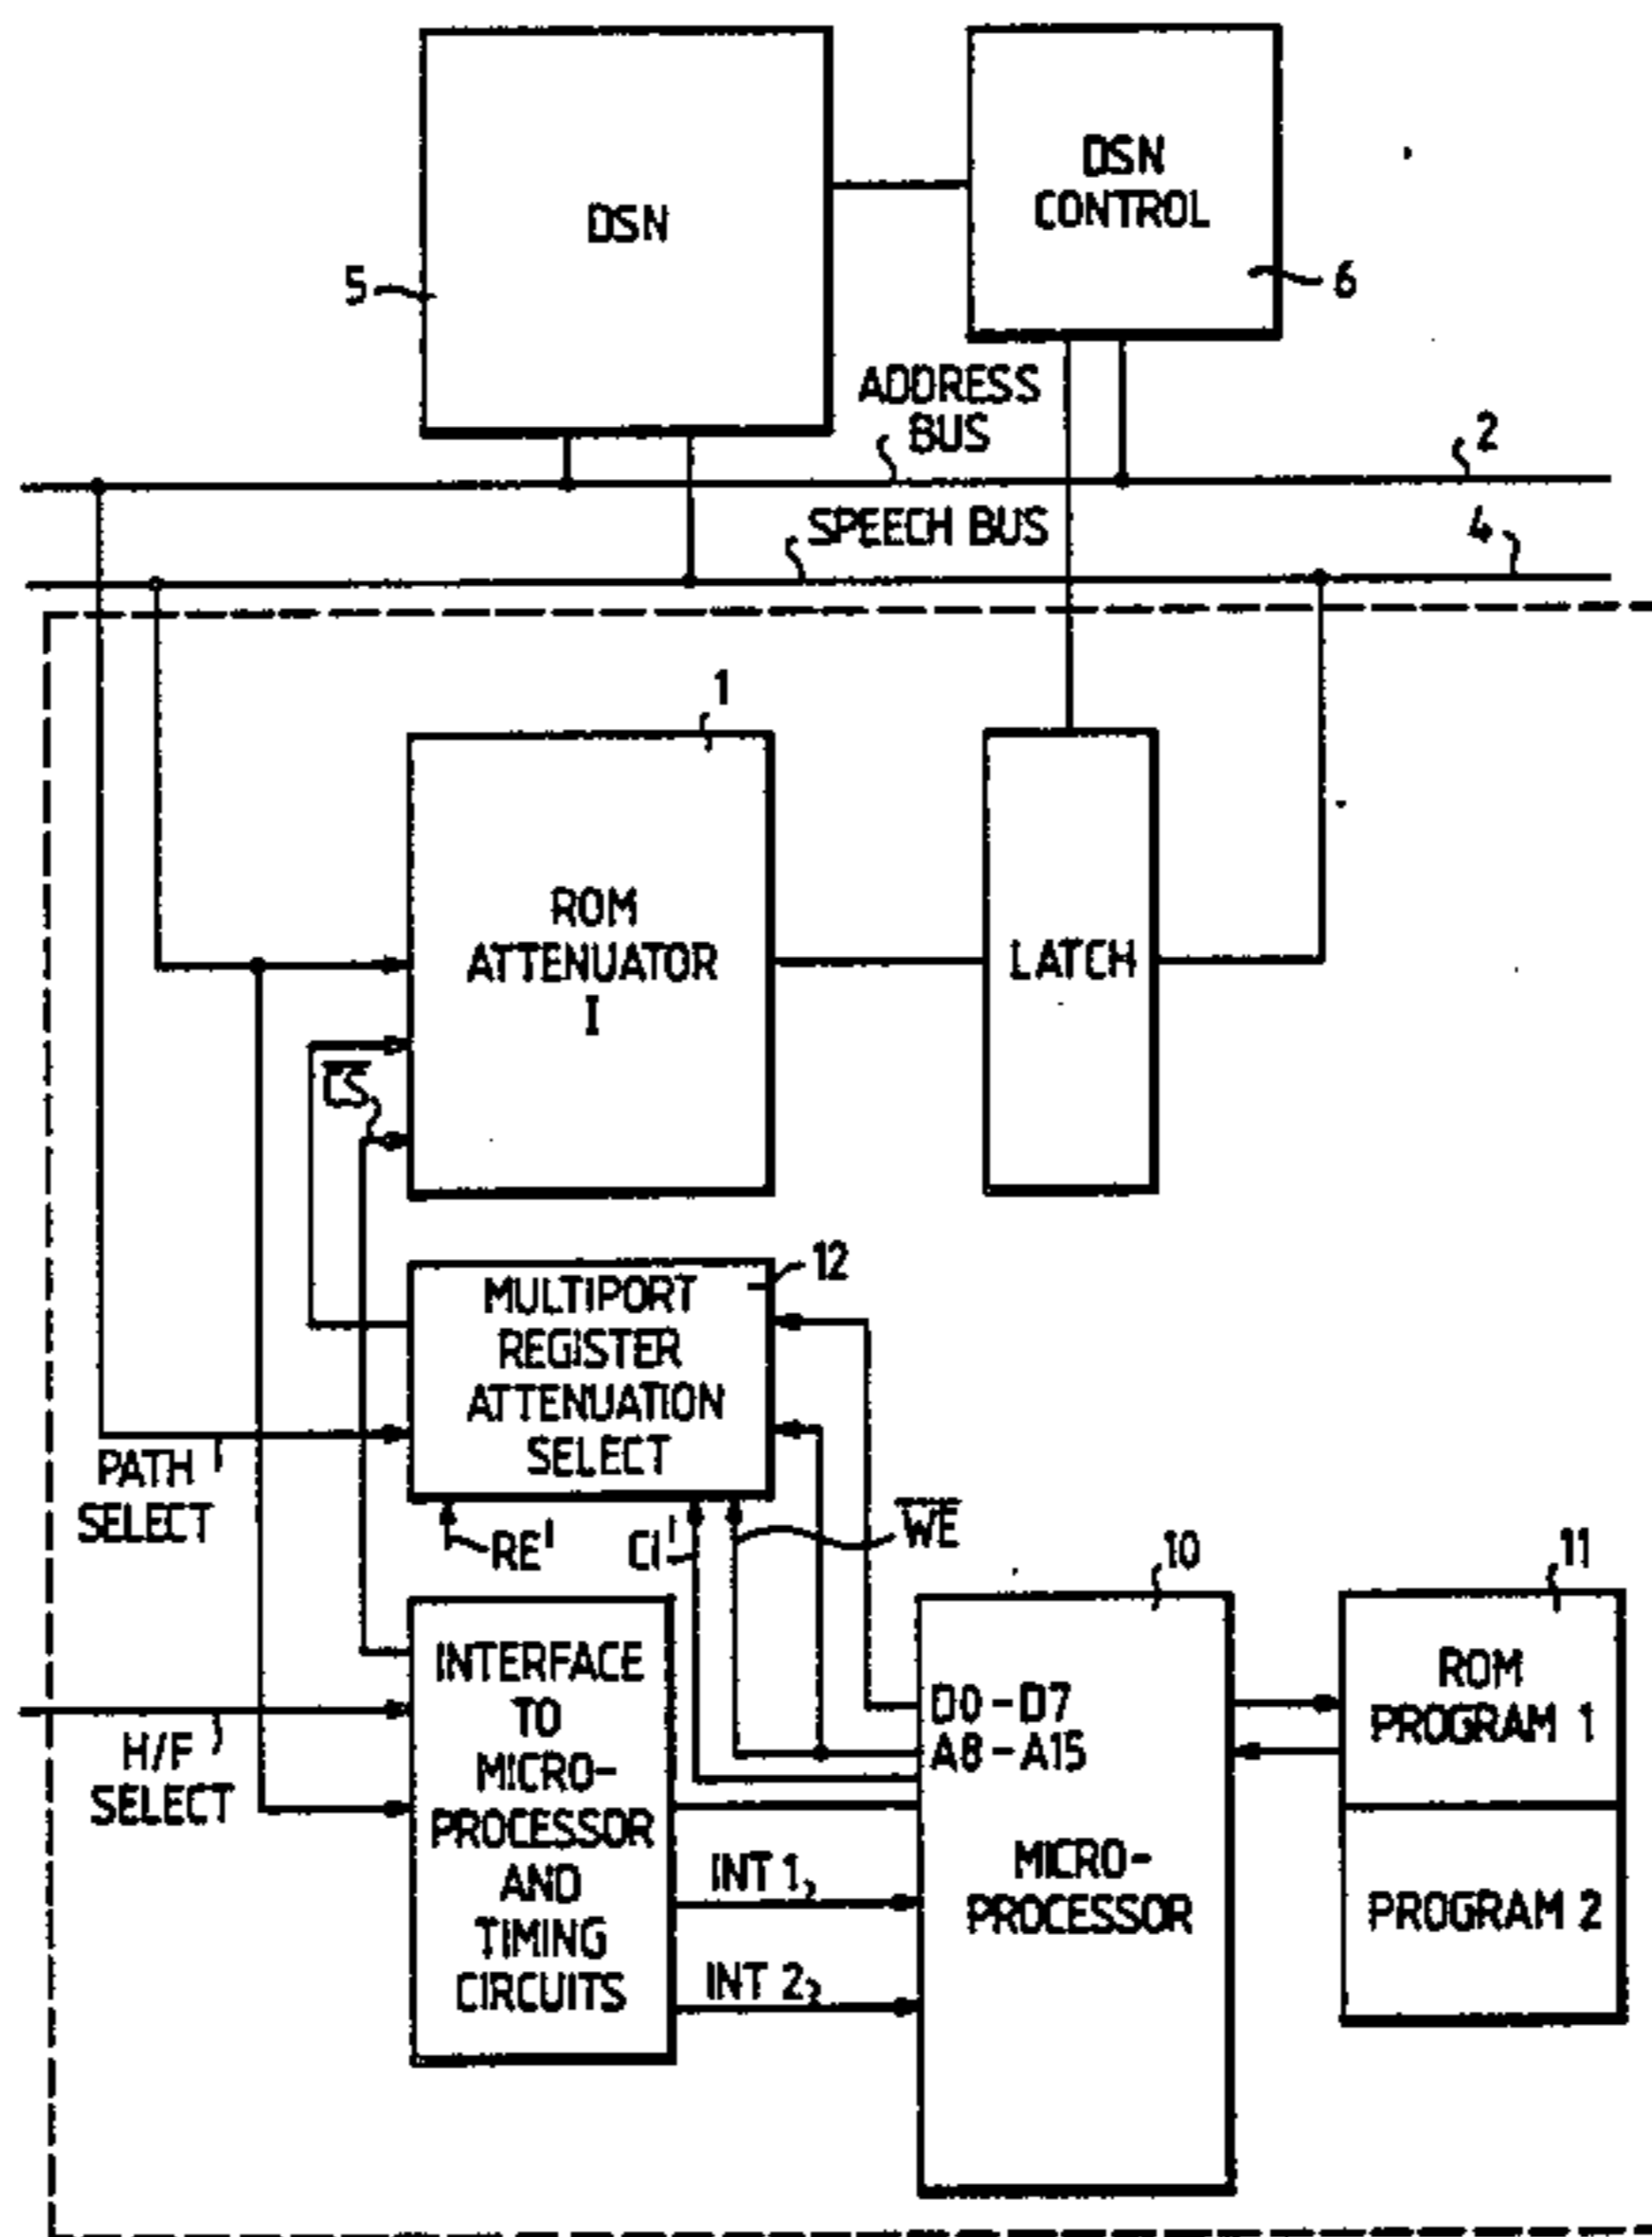 DSN
DSN
CONTROL
5
6
ADDRESS
BUS
2
SPEECH BUS
4
1
ROM
ATTENUATOR
I
LATCH
CS
12
MULTIPORT
REGISTER
ATTENUATION
SELECT
PATH
SELECT
RE'
CI'
WE
10
11
INTERFACE
TO
MICRO-
PROCESSOR
AND
TIMING
CIRCUITS
H/F
SELECT
D0-D7
A8-A15
INT 1
INT 2
MICRO-
PROCESSOR
ROM
PROGRAM 1
PROGRAM 2